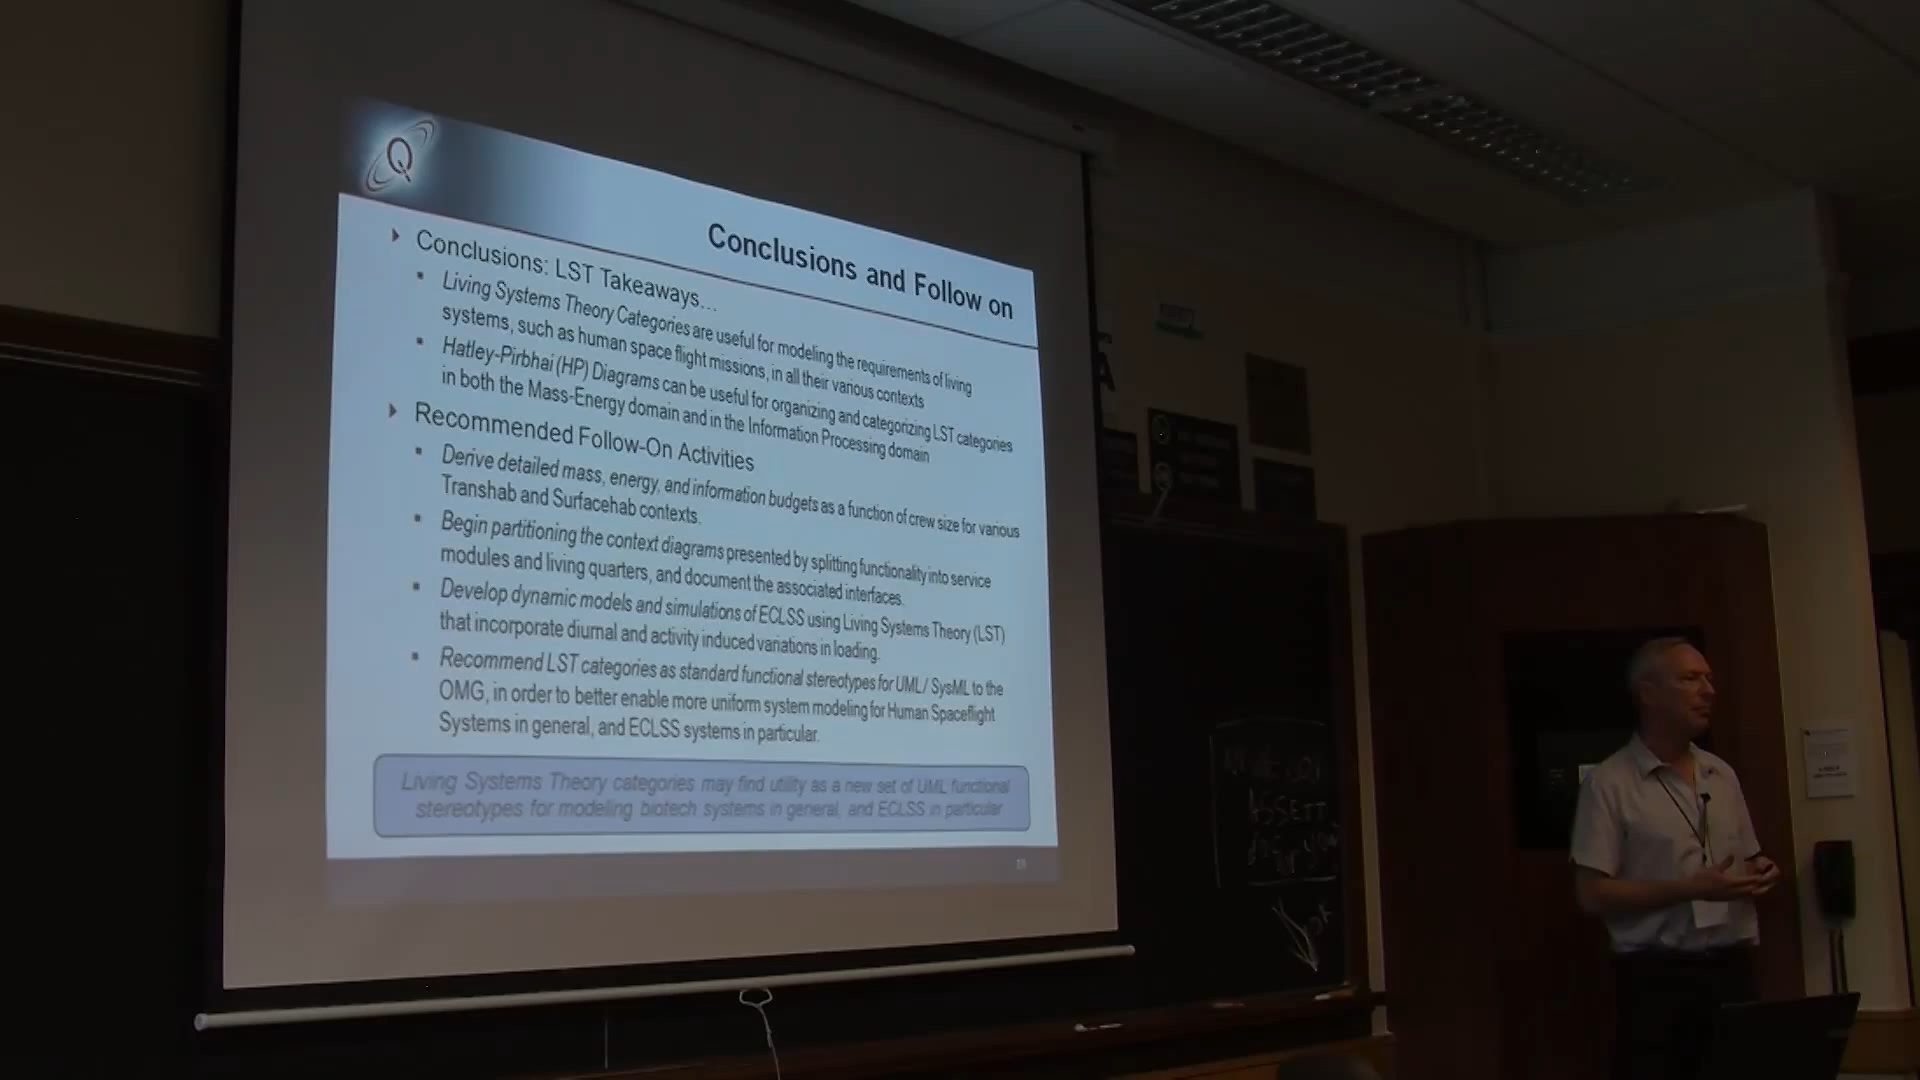 Q
Conclusions and Follow on
Conclusions: LST Takeaways…
Living Systems Theory Categories are useful for modeling the requirements of living
systems, such as human space flight missions, in all their various contexts
Hatley-Pirbhai (HP) Diagrams can be useful for organizing and categorizing LST categories
in both the Mass-Energy domain and in the Information Processing domain
Recommended Follow-On Activities
Derive detailed mass, energy, and information budgets as a function of crew size for various
Transhab and Surfacehab contexts.
Begin partitioning the context diagrams presented by splitting functionality into service
modules and living quarters, and document the associated interfaces.
Develop dynamic models and simulations of ECLSS using Living Systems Theory (LST)
that incorporate diurnal and activity induced variations in loading.
Recommend LST categories as standard functional stereotypes for UML/ SysML to the
OMG, in order to better enable more uniform system modeling for Human Spaceflight
Systems in general, and ECLSS systems in particular.
Living Systems Theory categories may find utility as a new set of UML functional
stereotypes for modeling biotech systems in general, and ECLSS in particular
ASSETT